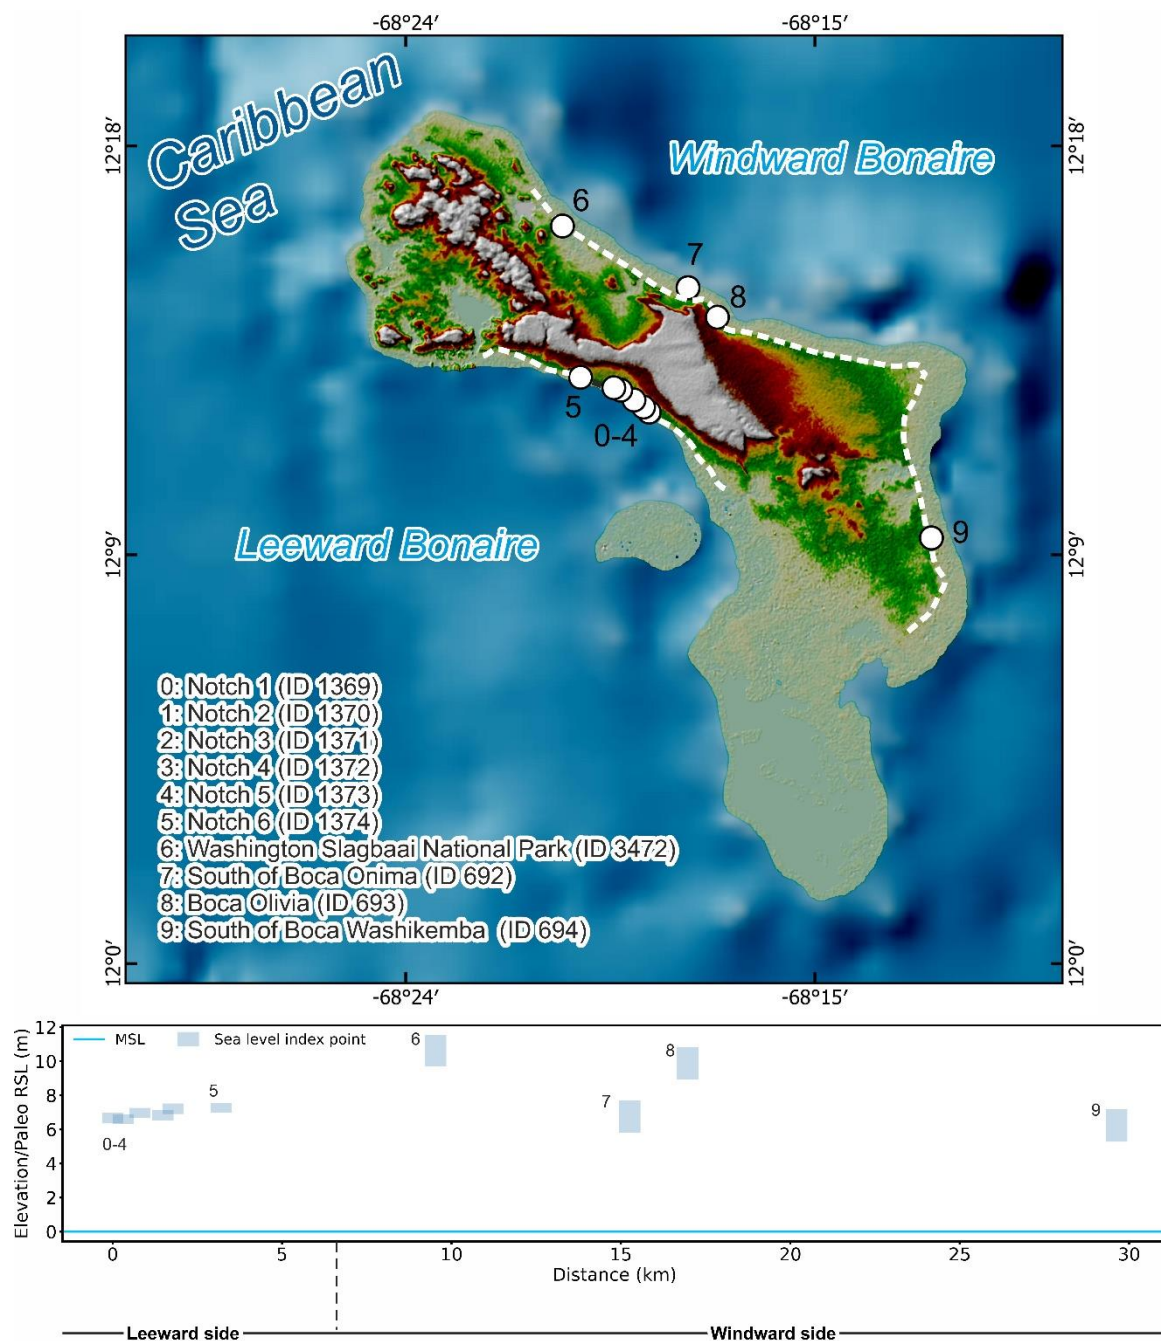 -68°24′
-68°15′
Caribbean
Sea
Windward Bonaire
12°18′
12°18′
6
7
8
5
0-4
9
Leeward Bonaire
12°9′
12°9′
0: Notch 1 (ID 1369)
1: Notch 2 (ID 1370)
2: Notch 3 (ID 1371)
3: Notch 4 (ID 1372)
4: Notch 5 (ID 1373)
5: Notch 6 (ID 1374)
6: Washington Slagbaai National Park (ID 3472)
7: South of Boca Onima (ID 692)
8: Boca Olivia (ID 693)
9: South of Boca Washikemba (ID 694)
12°0′
12°0′
-68°24′
-68°15′
Elevation/Paleo RSL (m)
12
10
8
6
4
2
0
MSL
Sea level index point
0-4
5
6
7
8
9
0
5
10
15
20
25
30
Distance (km)
Leeward side
Windward side